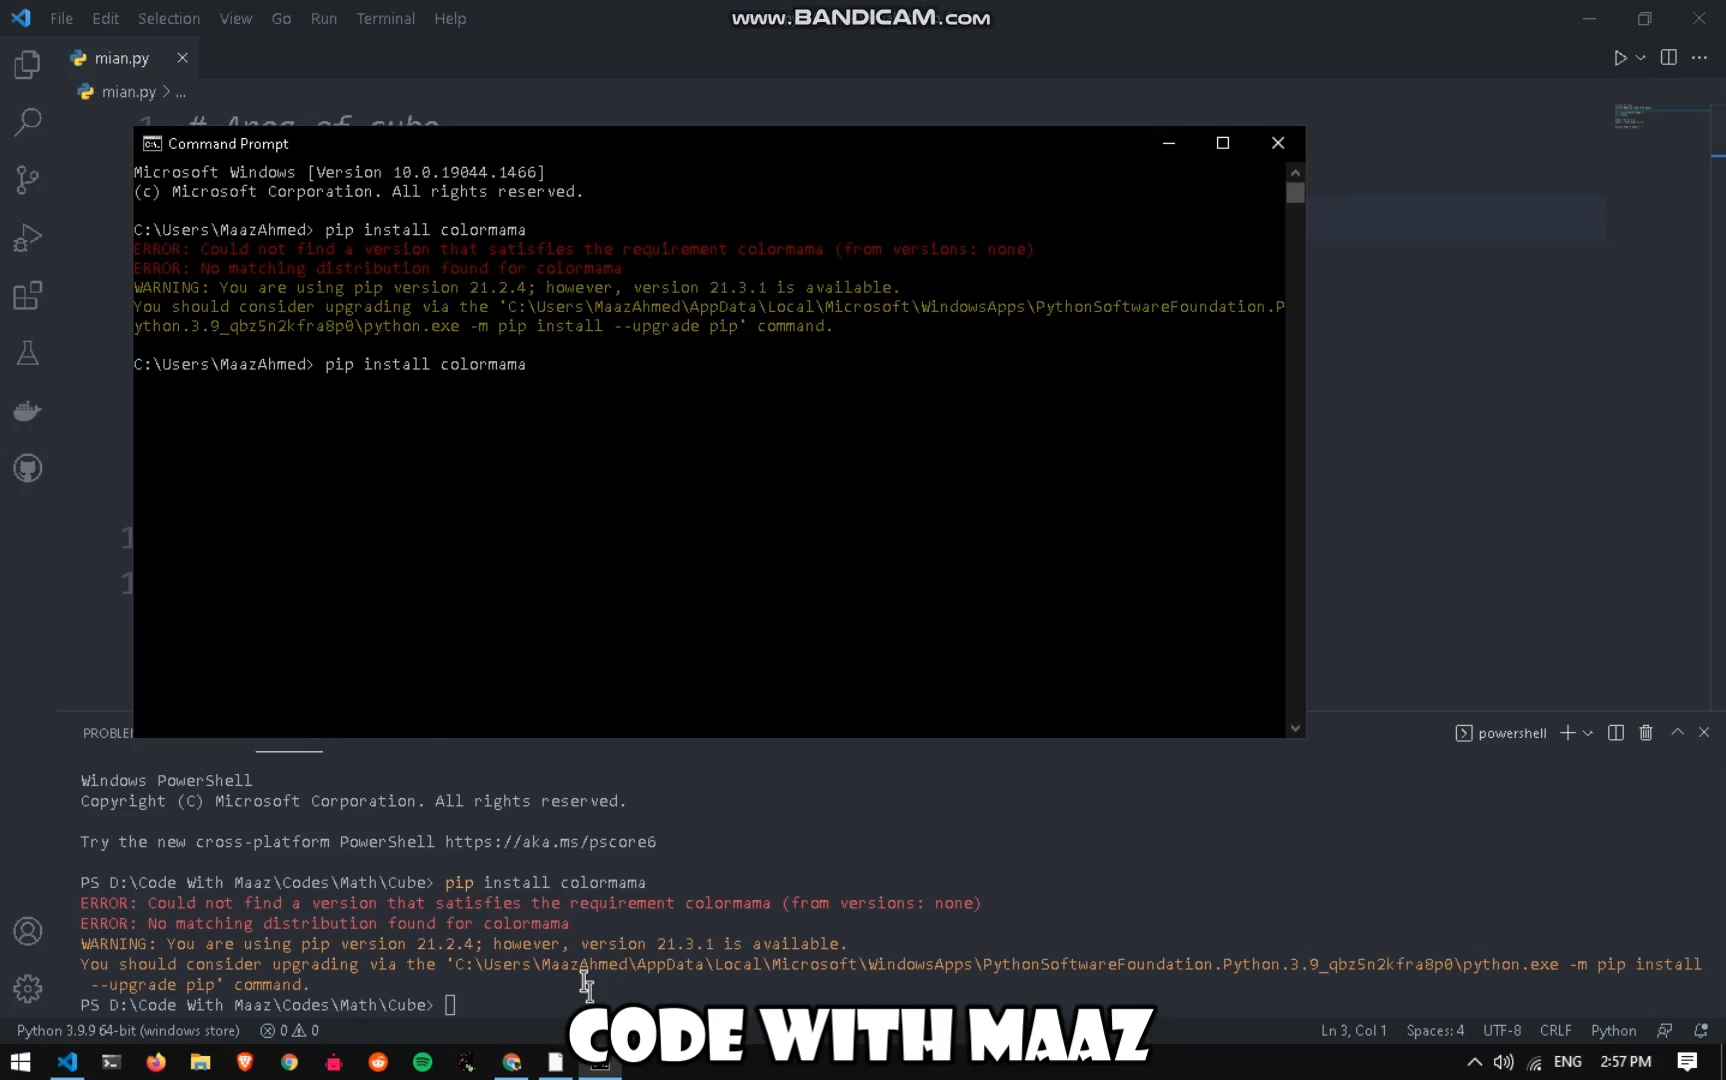 File Edit Selection View Go Run Terminal Help
www.BANDICAM.com
mian.py
mian.py > ...
1 # Area of cube
Command Prompt
Microsoft Windows [Version 10.0.19044.1466]
(c) Microsoft Corporation. All rights reserved.
C:\Users\MaazAhmed> pip install colormama
ERROR: Could not find a version that satisfies the requirement colormama (from versions: none)
ERROR: No matching distribution found for colormama
WARNING: You are using pip version 21.2.4; however, version 21.3.1 is available.
You should consider upgrading via the 'C:\Users\MaazAhmed\AppData\Local\Microsoft\WindowsApps\PythonSoftwareFoundation.P
ython.3.9_qbz5n2kfra8p0\python.exe -m pip install --upgrade pip' command.
C:\Users\MaazAhmed> pip install colormama
1
1
PROBLE
powershell
Windows PowerShell
Copyright (C) Microsoft Corporation. All rights reserved.
Try the new cross-platform PowerShell https://aka.ms/pscore6
PS D:\Code With Maaz\Codes\Math\Cube> pip install colormama
ERROR: Could not find a version that satisfies the requirement colormama (from versions: none)
ERROR: No matching distribution found for colormama
WARNING: You are using pip version 21.2.4; however, version 21.3.1 is available.
You should consider upgrading via the 'C:\Users\MaazAhmed\AppData\Local\Microsoft\WindowsApps\PythonSoftwareFoundation.Python.3.9_qbz5n2kfra8p0\python.exe -m pip install
--upgrade pip' command.
PS D:\Code With Maaz\Codes\Math\Cube>
CODE WITH MAAZ
Python 3.9.9 64-bit (windows store) 0 0 Ln 3, Col 1 Spaces: 4 UTF-8 CRLF Python
ENG 2:57 PM